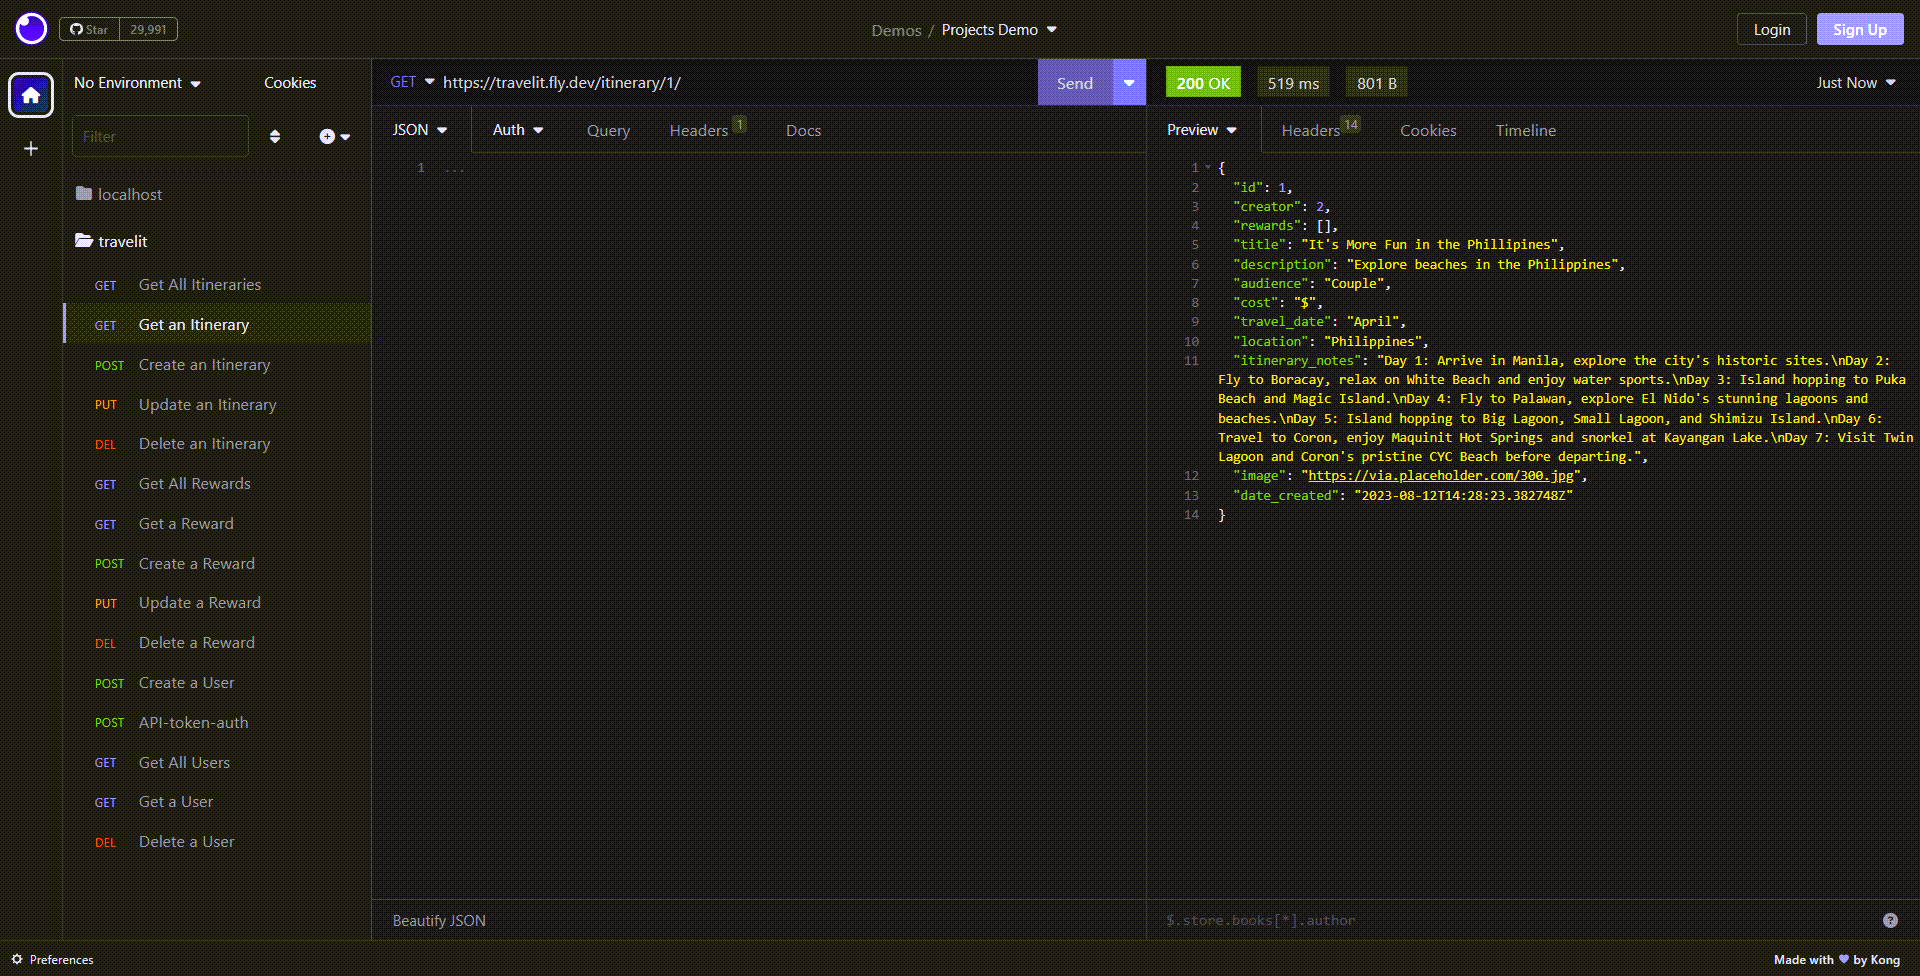 Star 29,991
Demos / Projects Demo
Login Sign Up
No Environment Cookies
Filter
localhost
travelit
GET Get All Itineraries
GET Get an Itinerary
POST Create an Itinerary
PUT Update an Itinerary
DEL Delete an Itinerary
GET Get All Rewards
GET Get a Reward
POST Create a Reward
PUT Update a Reward
DEL Delete a Reward
POST Create a User
POST API-token-auth
GET Get All Users
GET Get a User
DEL Delete a User
GET https://travelit.fly.dev/itinerary/1/ Send
JSON Auth Query Headers 1 Docs
1 ...
Beautify JSON
200 OK 519 ms 801 B Just Now
Preview Headers 14 Cookies Timeline
1 {
2 "id": 1,
3 "creator": 2,
4 "rewards": [],
5 "title": "It's More Fun in the Phillipines",
6 "description": "Explore beaches in the Philippines",
7 "audience": "Couple",
8 "cost": "$",
9 "travel_date": "April",
10 "location": "Philippines",
11 "itinerary_notes": "Day 1: Arrive in Manila, explore the city's historic sites.\nDay 2:
Fly to Boracay, relax on White Beach and enjoy water sports.\nDay 3: Island hopping to Puka
Beach and Magic Island.\nDay 4: Fly to Palawan, explore El Nido's stunning lagoons and
beaches.\nDay 5: Island hopping to Big Lagoon, Small Lagoon, and Shimizu Island.\nDay 6:
Travel to Coron, enjoy Maquinit Hot Springs and snorkel at Kayangan Lake.\nDay 7: Visit Twin
Lagoon and Coron's pristine CYC Beach before departing.",
12 "image": "https://via.placeholder.com/300.jpg",
13 "date_created": "2023-08-12T14:28:23.382748Z"
14 }
$.store.books[*].author ?
Preferences
Made with by Kong